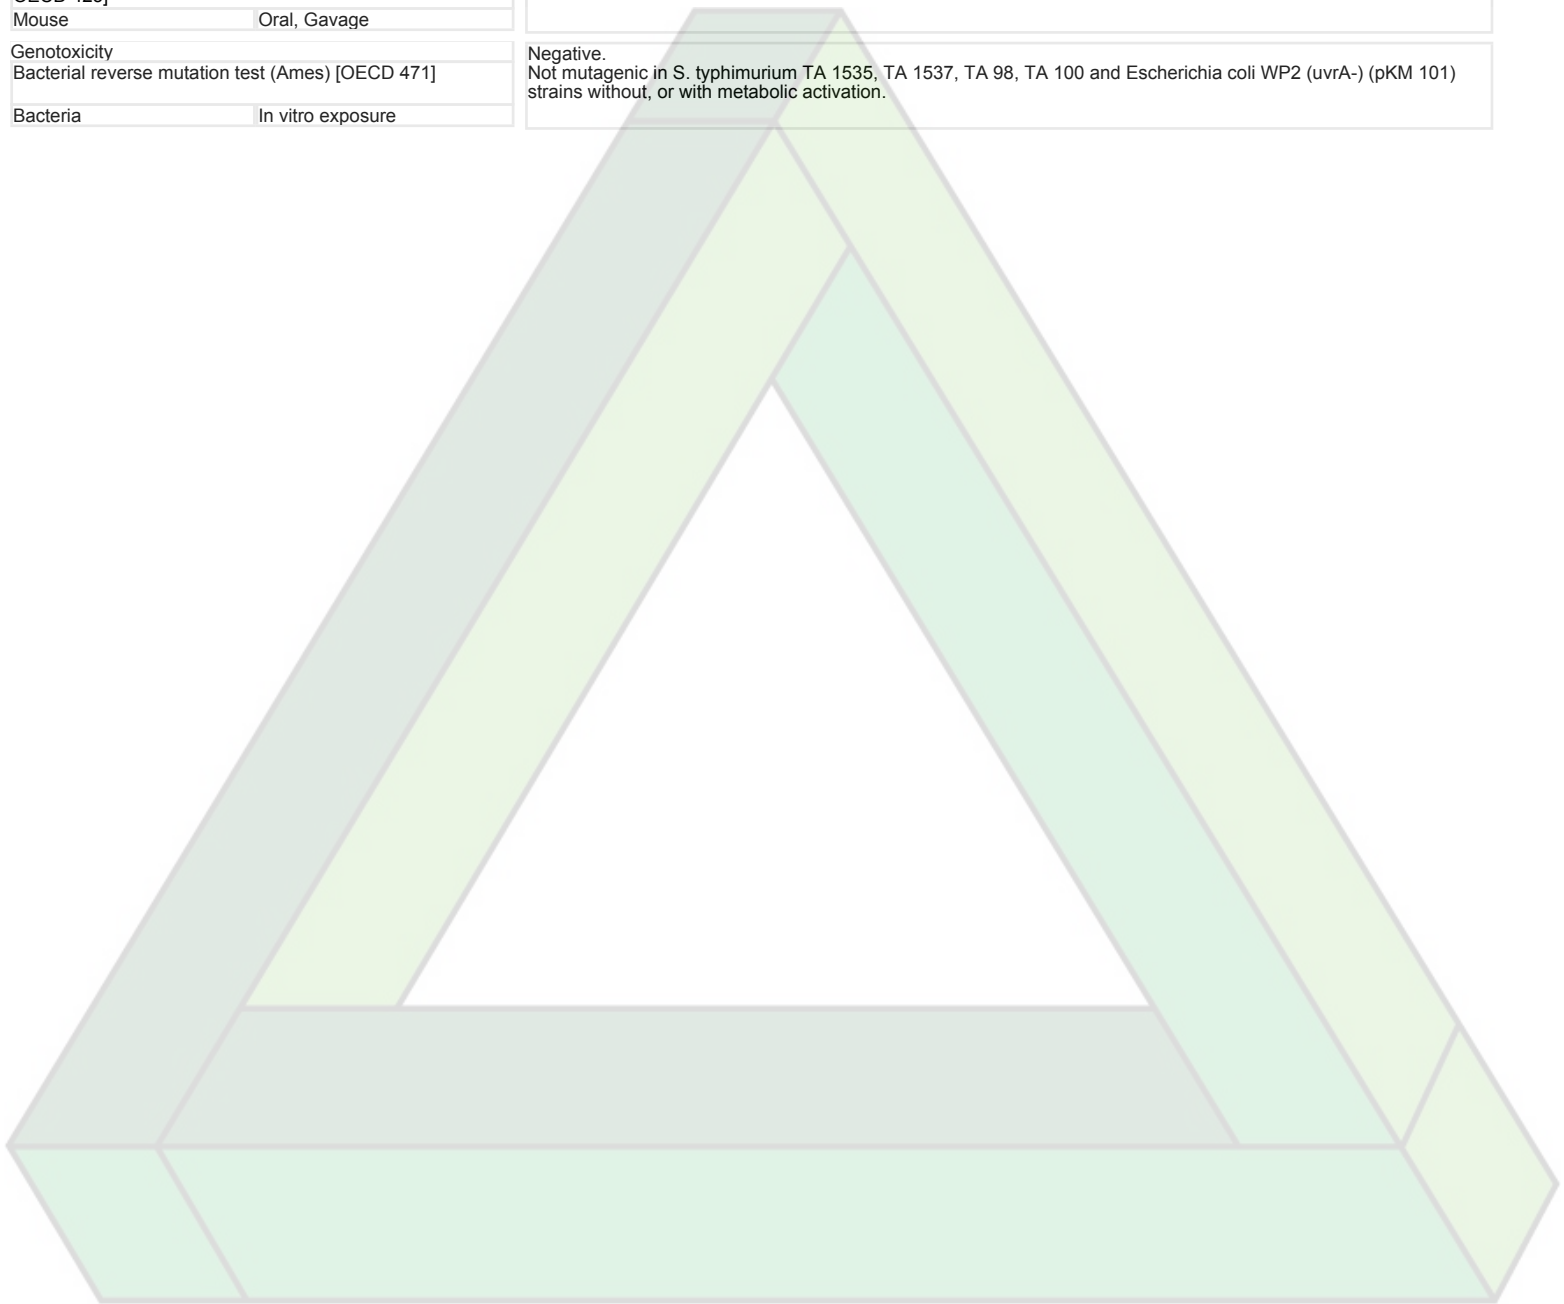 Mouse Oral, Gavage
Genotoxicity
Bacterial reverse mutation test (Ames) [OECD 471]
Bacteria In vitro exposure
Negative.
Not mutagenic in S. typhimurium TA 1535, TA 1537, TA 98, TA 100 and Escherichia coli WP2 (uvrA-) (pKM 101)
strains without, or with metabolic activation.